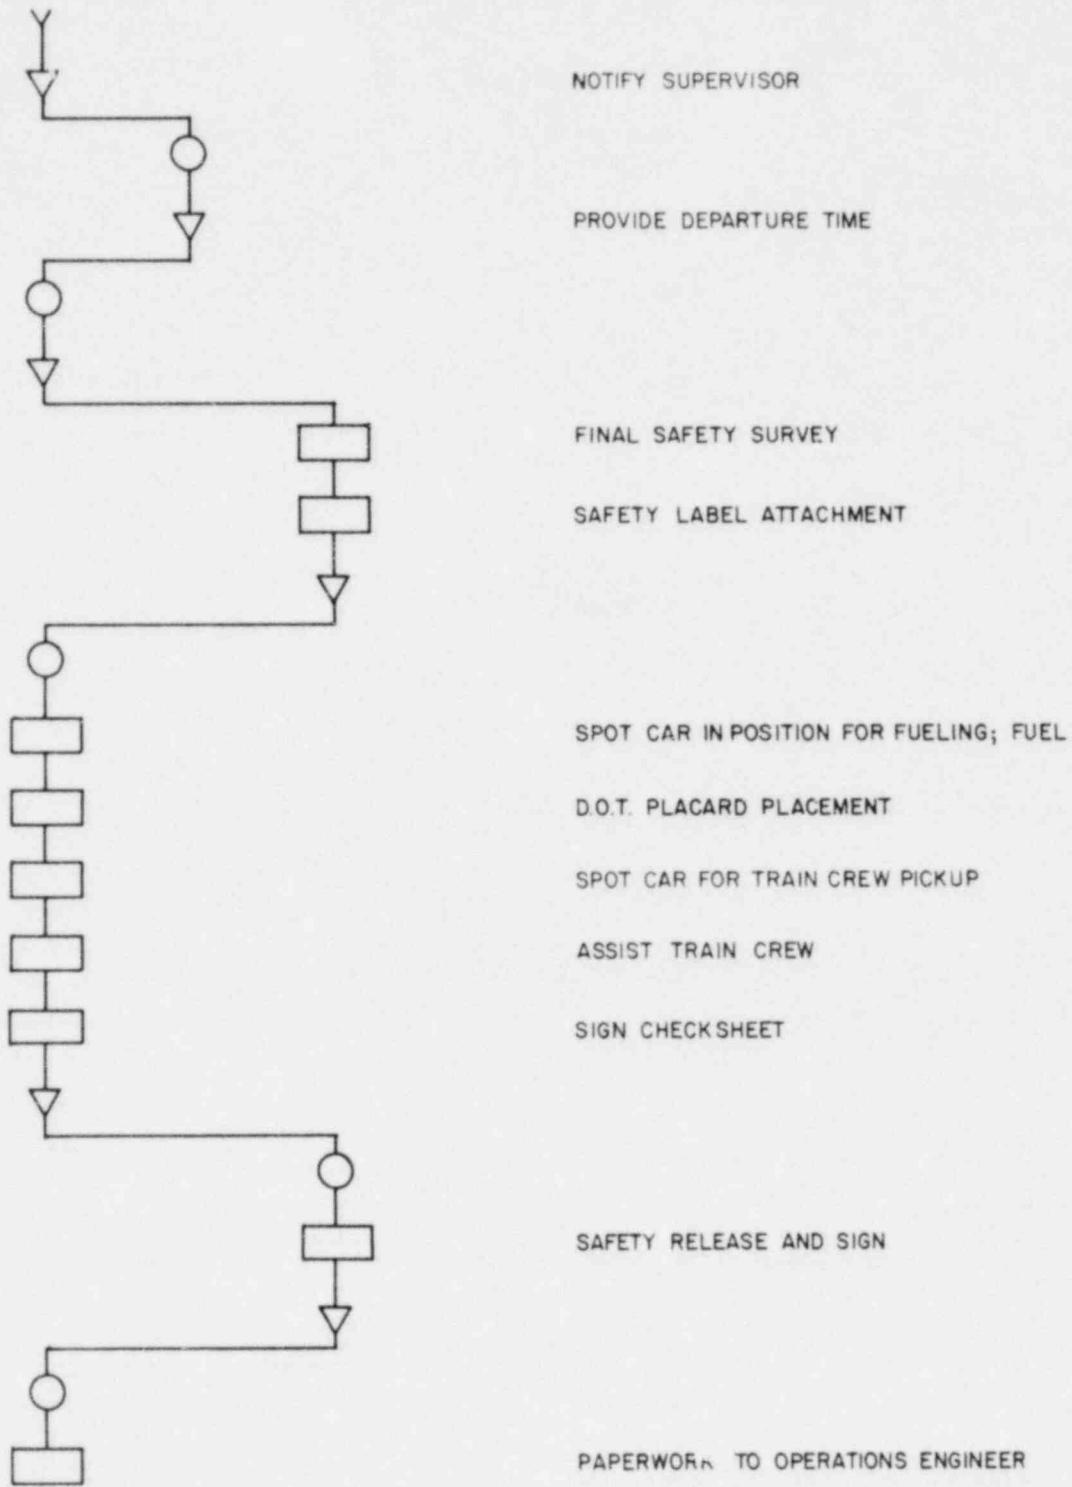 NOTIFY SUPERVISOR
PROVIDE DEPARTURE TIME
FINAL SAFETY SURVEY
SAFETY LABEL ATTACHMENT
SPOT CAR IN POSITION FOR FUELING; FUEL
D.O.T. PLACARD PLACEMENT
SPOT CAR FOR TRAIN CREW PICKUP
ASSIST TRAIN CREW
SIGN CHECKSHEET
SAFETY RELEASE AND SIGN
PAPERWORK TO OPERATIONS ENGINEER